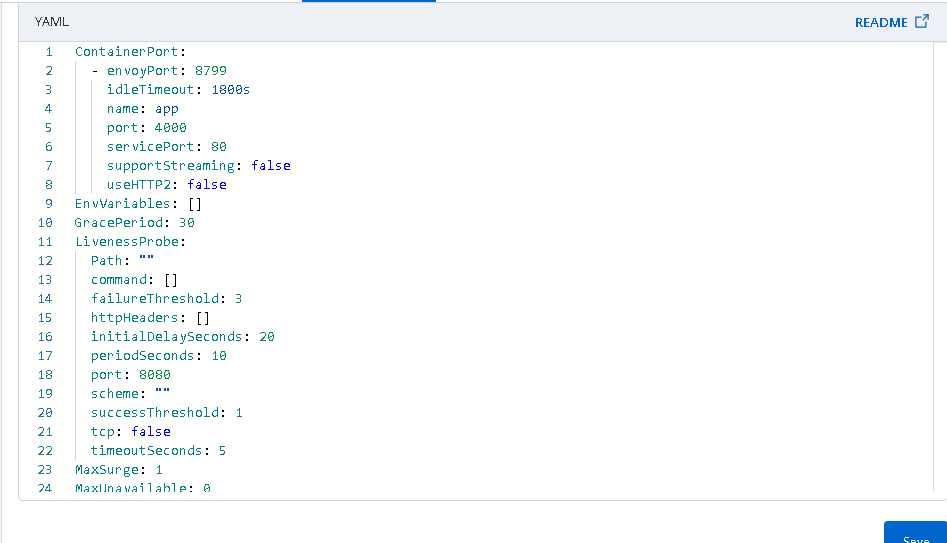 YAML
README
1 ContainerPort:
2 - envoyPort: 8799
3 idleTimeout: 1800s
4 name: app
5 port: 4000
6 servicePort: 80
7 supportStreaming: false
8 useHTTP2: false
9 EnvVariables: []
10 GracePeriod: 30
11 LivenessProbe:
12 Path: ""
13 command: []
14 failureThreshold: 3
15 httpHeaders: []
16 initialDelaySeconds: 20
17 periodSeconds: 10
18 port: 8080
19 scheme: ""
20 successThreshold: 1
21 tcp: false
22 timeoutSeconds: 5
23 MaxSurge: 1
24 MaxUnavailable: 0
Save